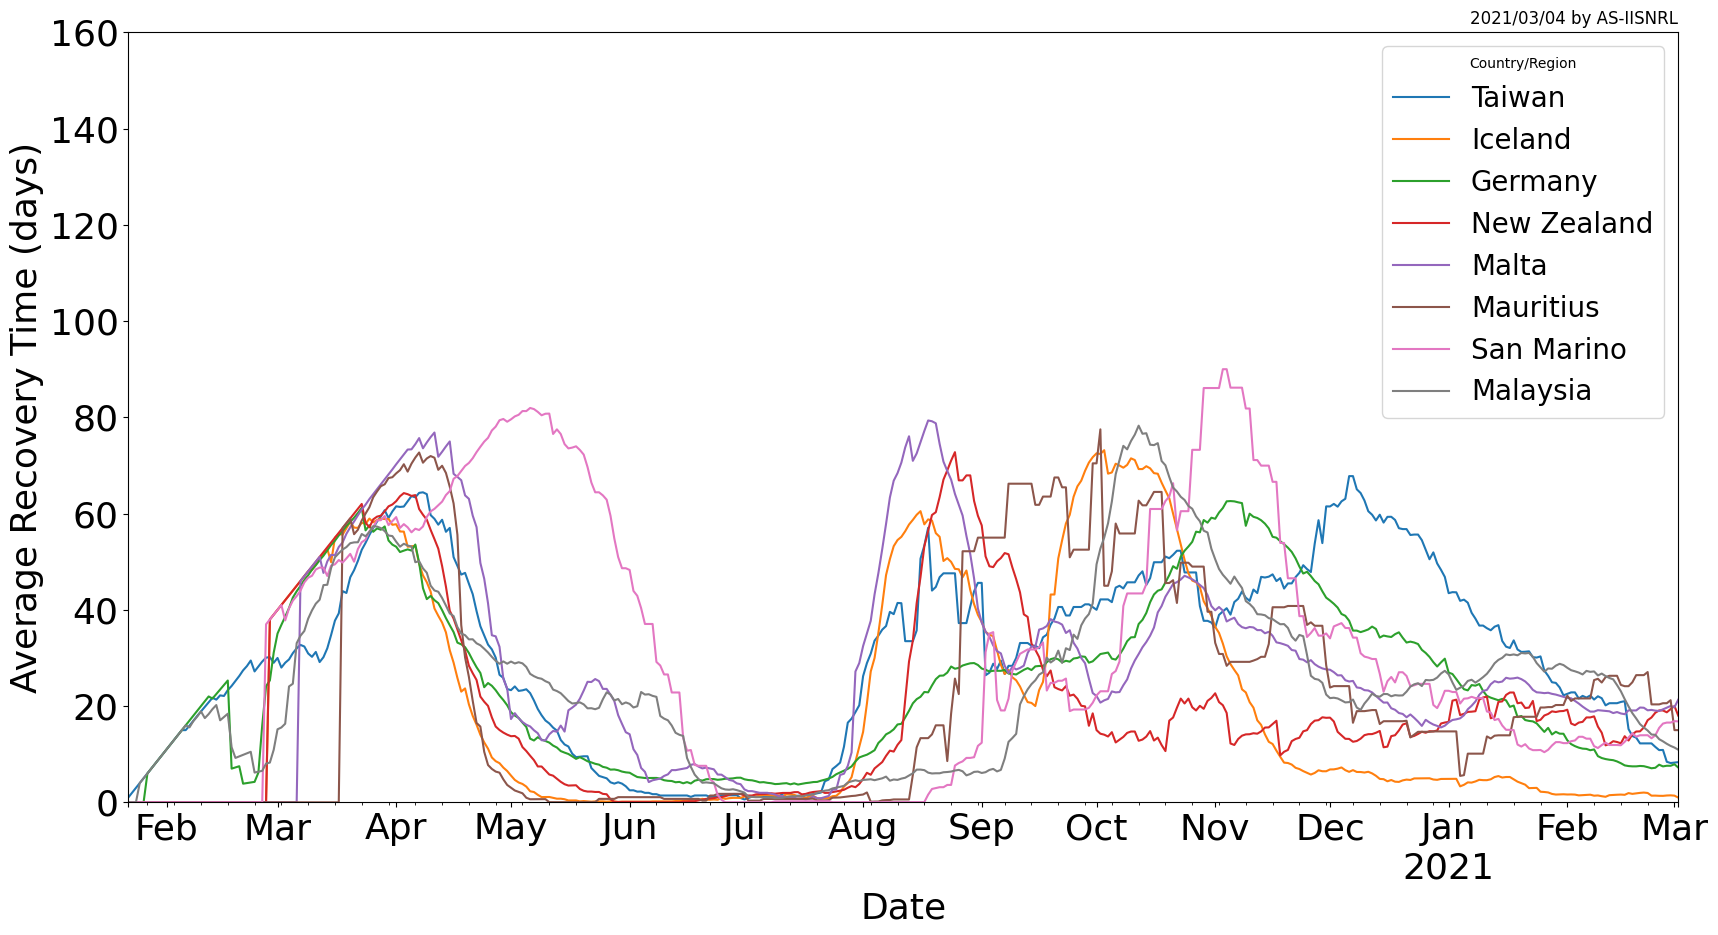 2021/03/04 by AS-IISNRL
Country/Region
Taiwan
Iceland
Germany
New Zealand
Malta
Mauritius
San Marino
Malaysia
Average Recovery Time (days)
160
140
120
100
80
60
40
20
0
Feb Mar Apr May Jun Jul Aug Sep Oct Nov Dec Jan Feb Mar
2021
Date